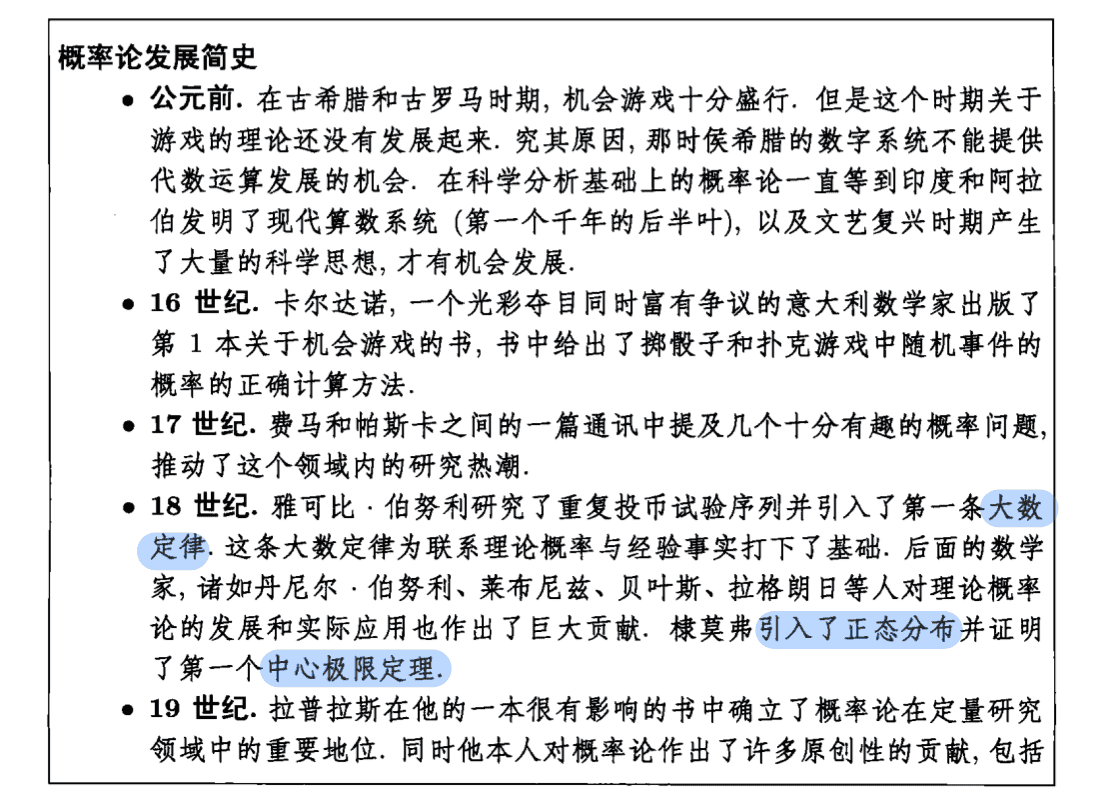 概率论发展简史
• 公元前. 在古希腊和古罗马时期, 机会游戏十分盛行. 但是这个时期关于
游戏的理论还没有发展起来. 究其原因, 那时侯希腊的数字系统不能提供
代数运算发展的机会. 在科学分析基础上的概率论一直等到印度和阿拉
伯发明了现代算数系统 (第一个千年的后半叶), 以及文艺复兴时期产生
了大量的科学思想, 才有机会发展.
• 16 世纪. 卡尔达诺, 一个光彩夺目同时富有争议的意大利数学家出版了
第 1 本关于机会游戏的书, 书中给出了掷骰子和扑克游戏中随机事件的
概率的正确计算方法.
• 17 世纪. 费马和帕斯卡之间的一篇通讯中提及几个十分有趣的概率问题,
推动了这个领域内的研究热潮.
• 18 世纪. 雅可比 · 伯努利研究了重复投币试验序列并引入了第一条大数
定律. 这条大数定律为联系理论概率与经验事实打下了基础. 后面的数学
家, 诸如丹尼尔 · 伯努利、莱布尼兹、贝叶斯、拉格朗日等人对理论概率
论的发展和实际应用也作出了巨大贡献. 棣莫弗引入了正态分布并证明
了第一个中心极限定理.
• 19 世纪. 拉普拉斯在他的一本很有影响的书中确立了概率论在定量研究
领域中的重要地位. 同时他本人对概率论作出了许多原创性的贡献, 包括